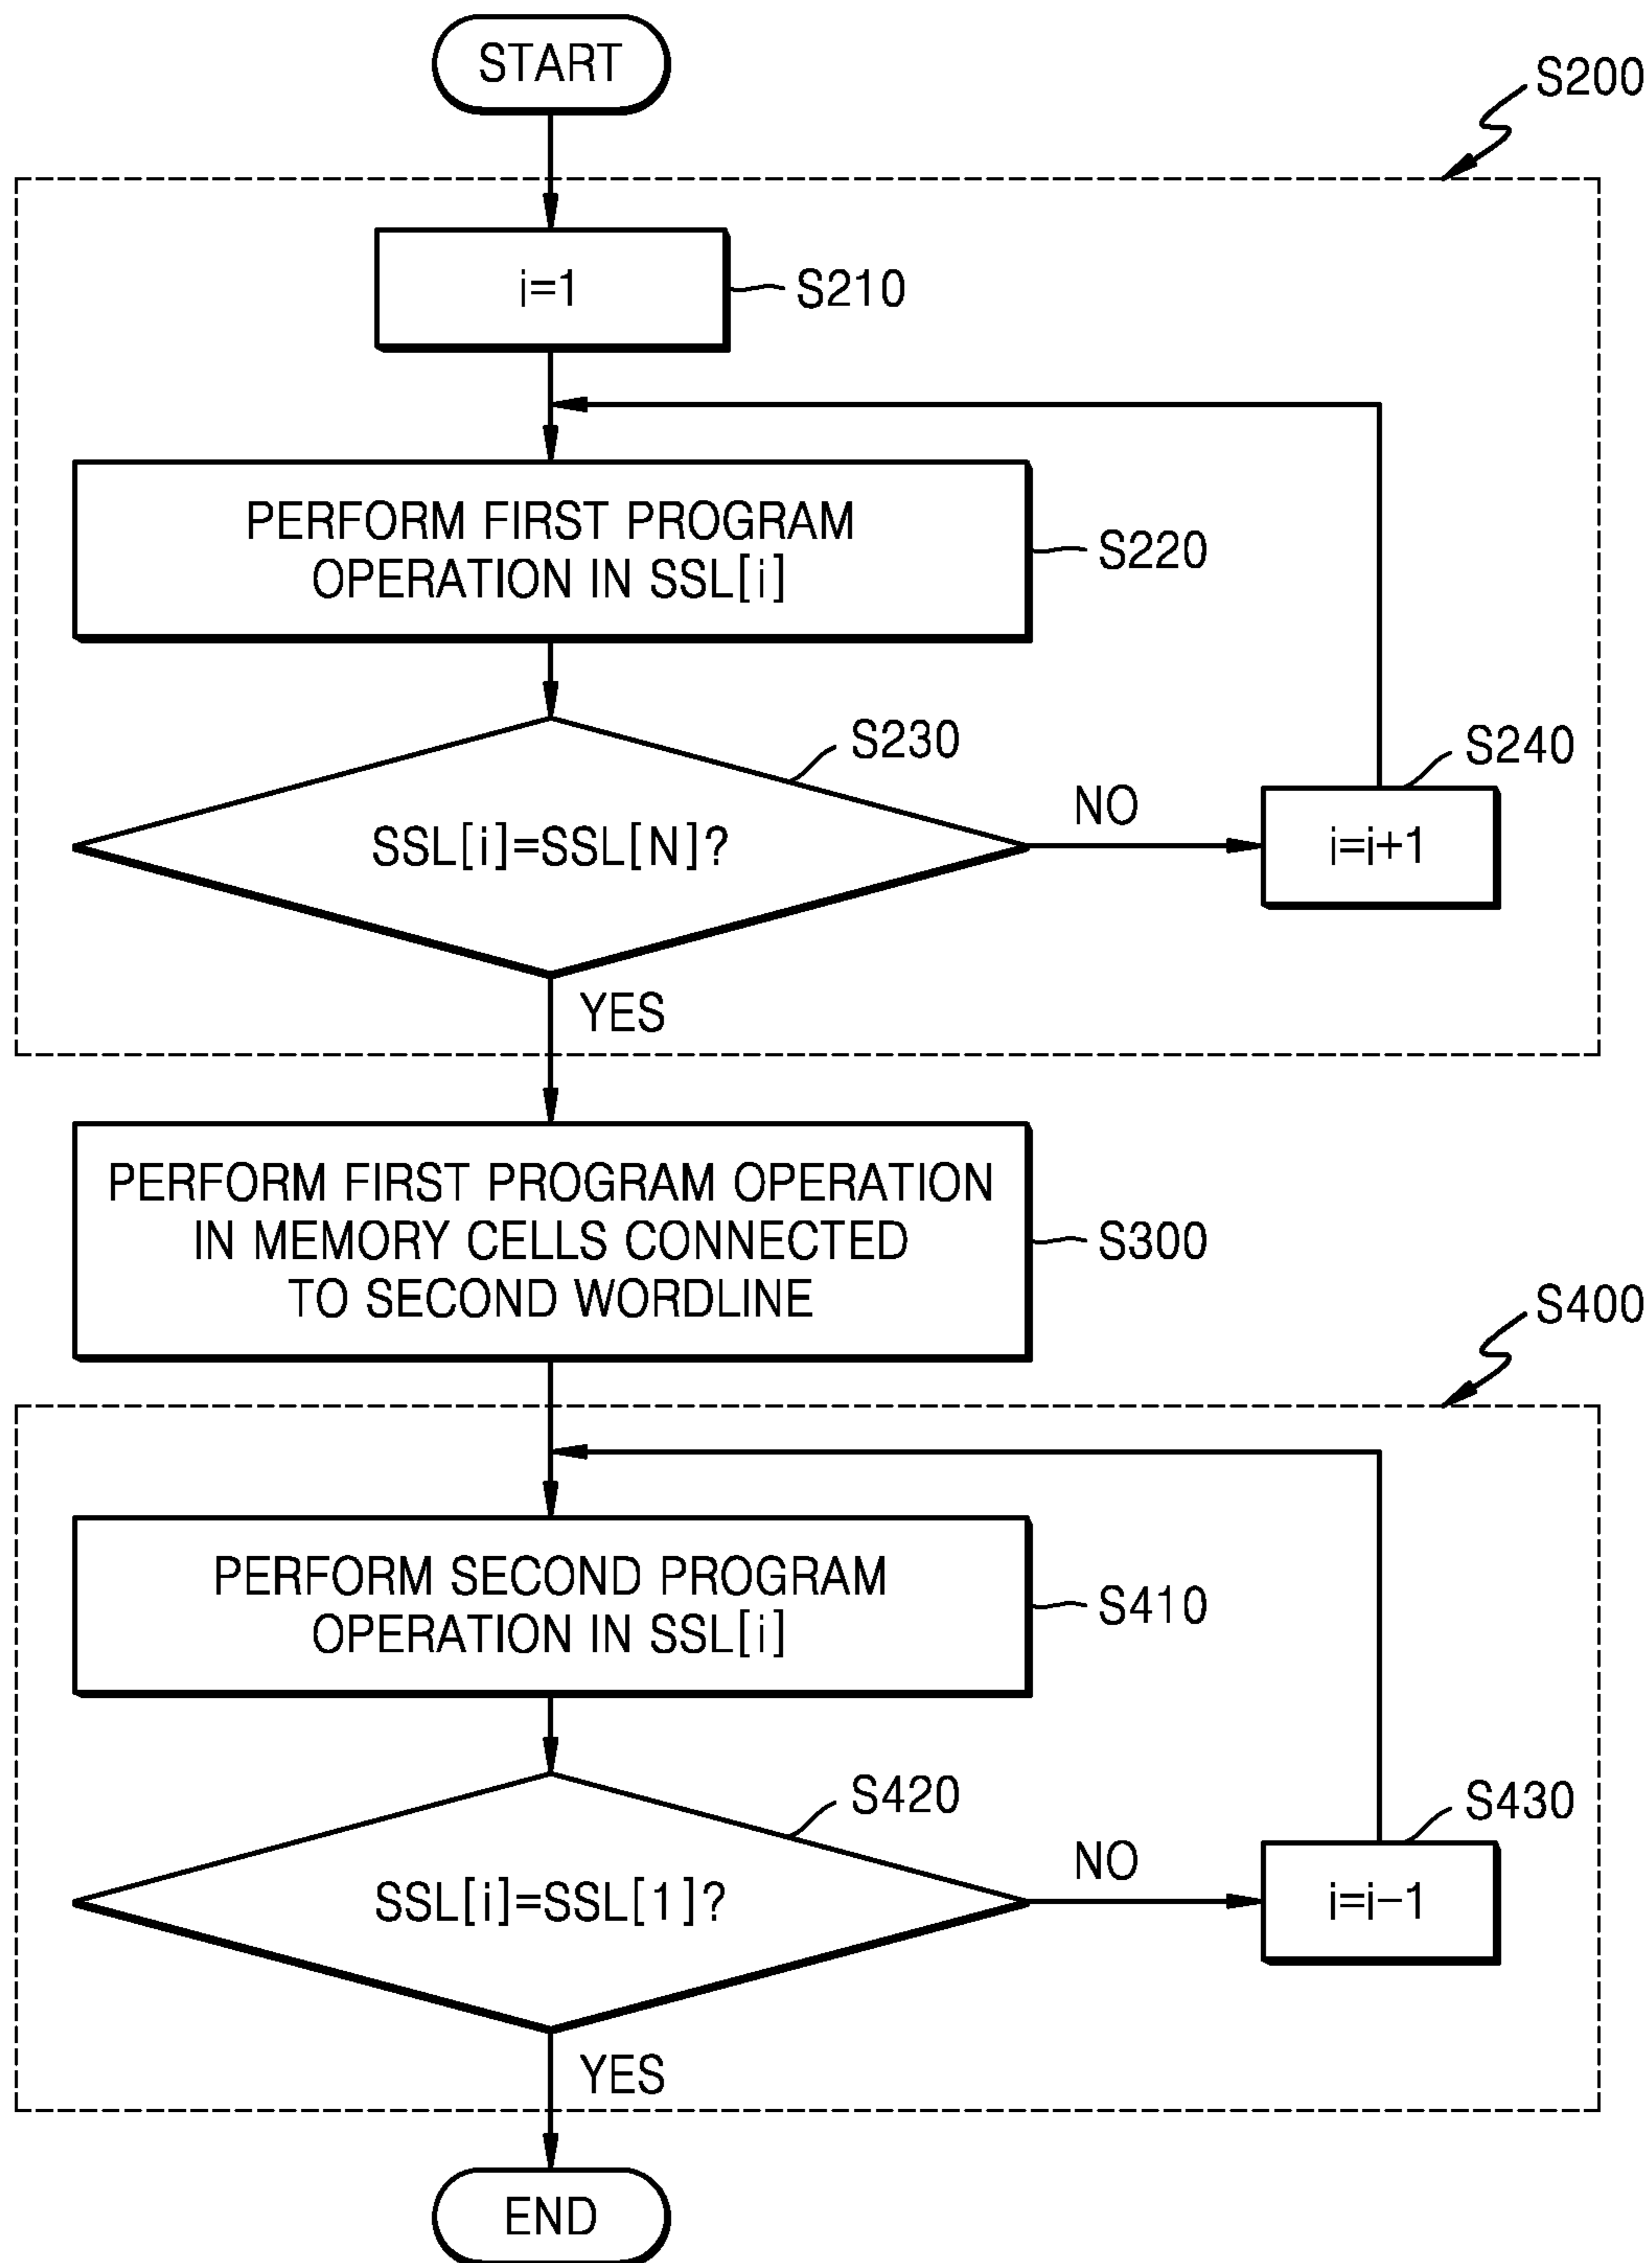 START
S200
i=1
S210
PERFORM FIRST PROGRAM
OPERATION IN SSL[i]
S220
S230
SSL[i]=SSL[N]?
NO
S240
i=i+1
YES
PERFORM FIRST PROGRAM OPERATION
IN MEMORY CELLS CONNECTED
TO SECOND WORDLINE
S300
S400
PERFORM SECOND PROGRAM
OPERATION IN SSL[i]
S410
S420
SSL[i]=SSL[1]?
NO
S430
i=i−1
YES
END